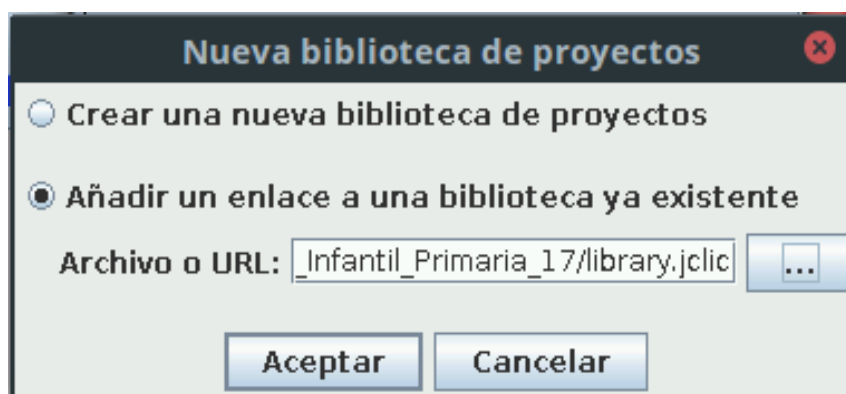 Nueva biblioteca de proyectos
Crear una nueva biblioteca de proyectos
Añadir un enlace a una biblioteca ya existente
Archivo o URL: _Infantil_Primaria_17/library.jclic ...
Aceptar Cancelar